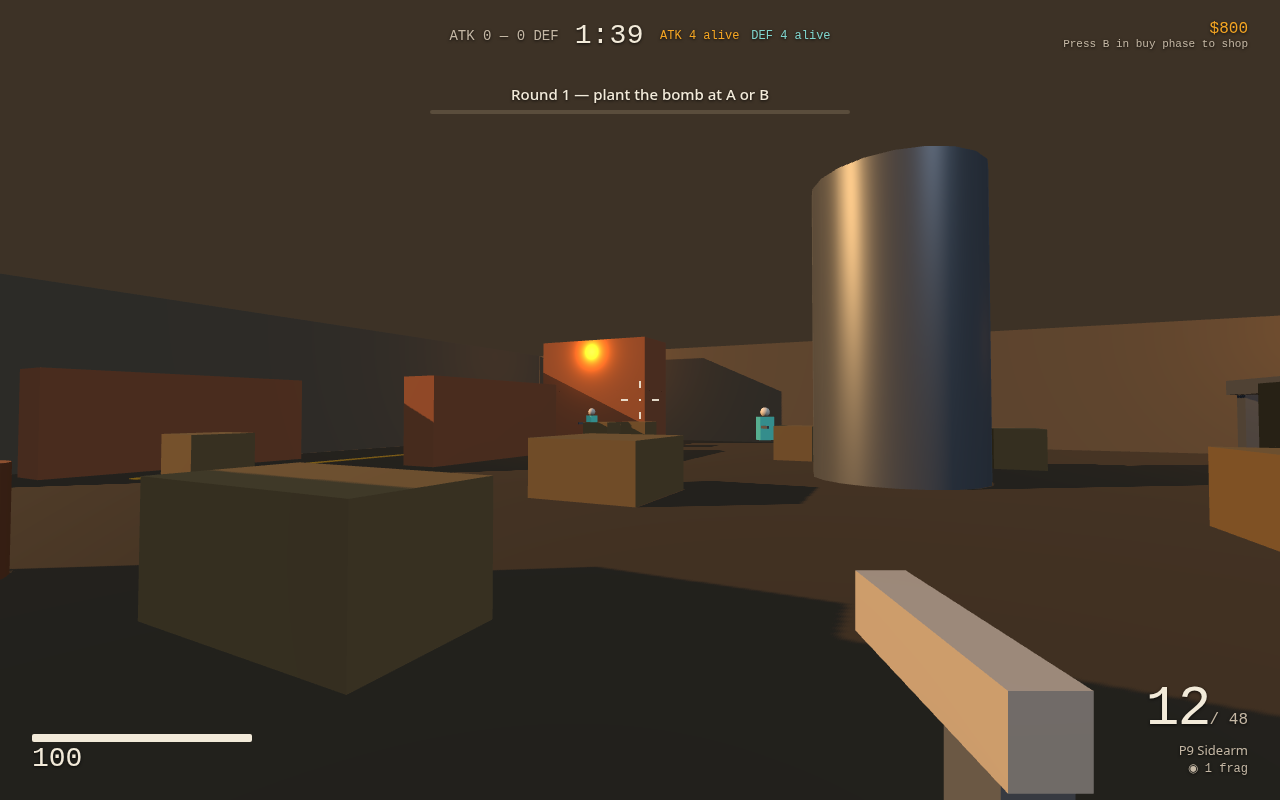 ATK 0 — 0 DEF 1:39 ATK 4 alive DEF 4 alive
$800
Press B in buy phase to shop
Round 1 — plant the bomb at A or B
12 / 48
100
P9 Sidearm
◉ 1 frag